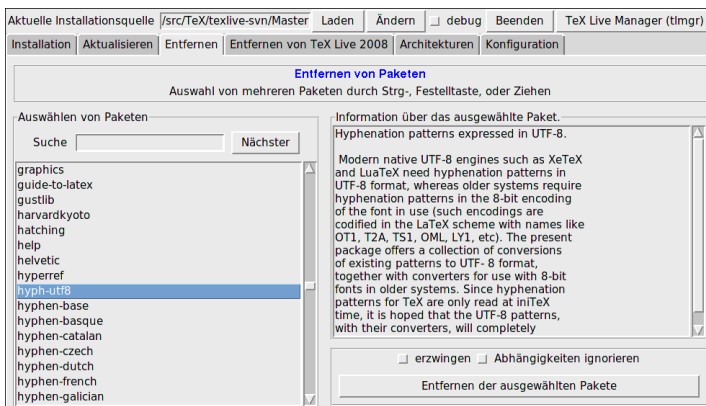 Aktuelle Installationsquelle /src/TeX/texlive-svn/Master Laden Ändern debug Beenden TeX Live Manager (tlmgr)
Installation Aktualisieren Entfernen Entfernen von TeX Live 2008 Architekturen Konfiguration
Entfernen von Paketen
Auswahl von mehreren Paketen durch Strg-, Festelltaste, oder Ziehen
Auswählen von Paketen
Suche Nächster
graphics
guide-to-latex
gustlib
harvardkyoto
hatching
help
helvetic
hyperref
hyph-utf8
hyphen-base
hyphen-basque
hyphen-catalan
hyphen-czech
hyphen-dutch
hyphen-french
hyphen-galician
Information über das ausgewählte Paket.
Hyphenation patterns expressed in UTF-8.
Modern native UTF-8 engines such as XeTeX
and LuaTeX need hyphenation patterns in
UTF-8 format, whereas older systems require
hyphenation patterns in the 8-bit encoding
of the font in use (such encodings are
codified in the LaTeX scheme with names like
OT1, T2A, TS1, OML, LY1, etc). The present
package offers a collection of conversions
of existing patterns to UTF- 8 format,
together with converters for use with 8-bit
fonts in older systems. Since hyphenation
patterns for TeX are only read at iniTeX
time, it is hoped that the UTF-8 patterns,
with their converters, will completely
erzwingen Abhängigkeiten ignorieren
Entfernen der ausgewählten Pakete